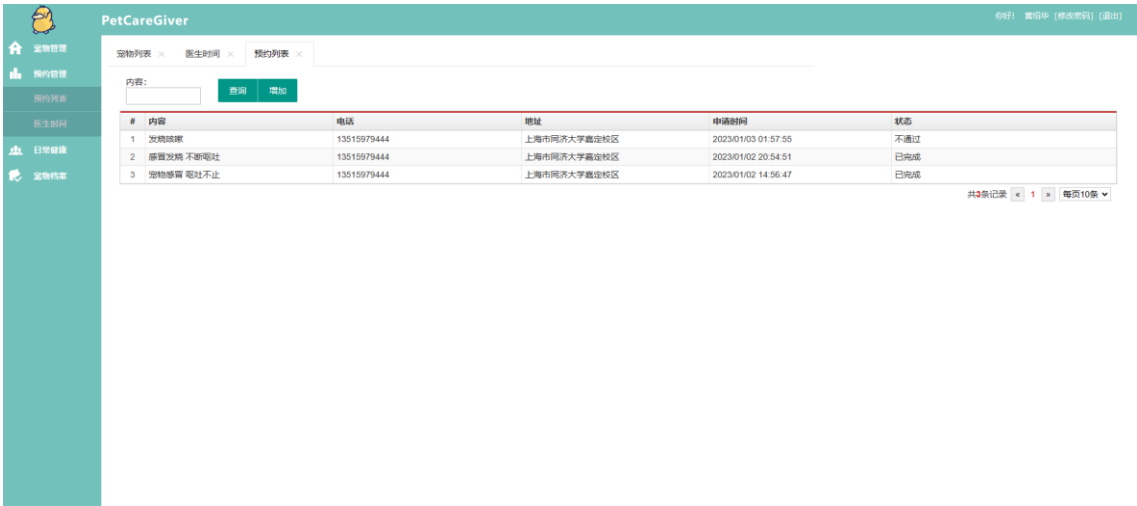 PetCareGiver
你好! 黄绍华 [修改密码] [退出]
宠物管理
预约管理
预约列表
医生时间
日常健康
宠物档案
宠物列表 × 医生时间 × 预约列表 ×
内容:
查询 增加
# 内容 电话 地址 申请时间 状态
1 发烧咳嗽 13515979444 上海市同济大学嘉定校区 2023/01/03 01:57:55 不通过
2 感冒发烧 不断呕吐 13515979444 上海市同济大学嘉定校区 2023/01/02 20:54:51 已完成
3 宠物感冒 呕吐不止 13515979444 上海市同济大学嘉定校区 2023/01/02 14:56:47 已完成
共3条记录 « 1 » 每页10条